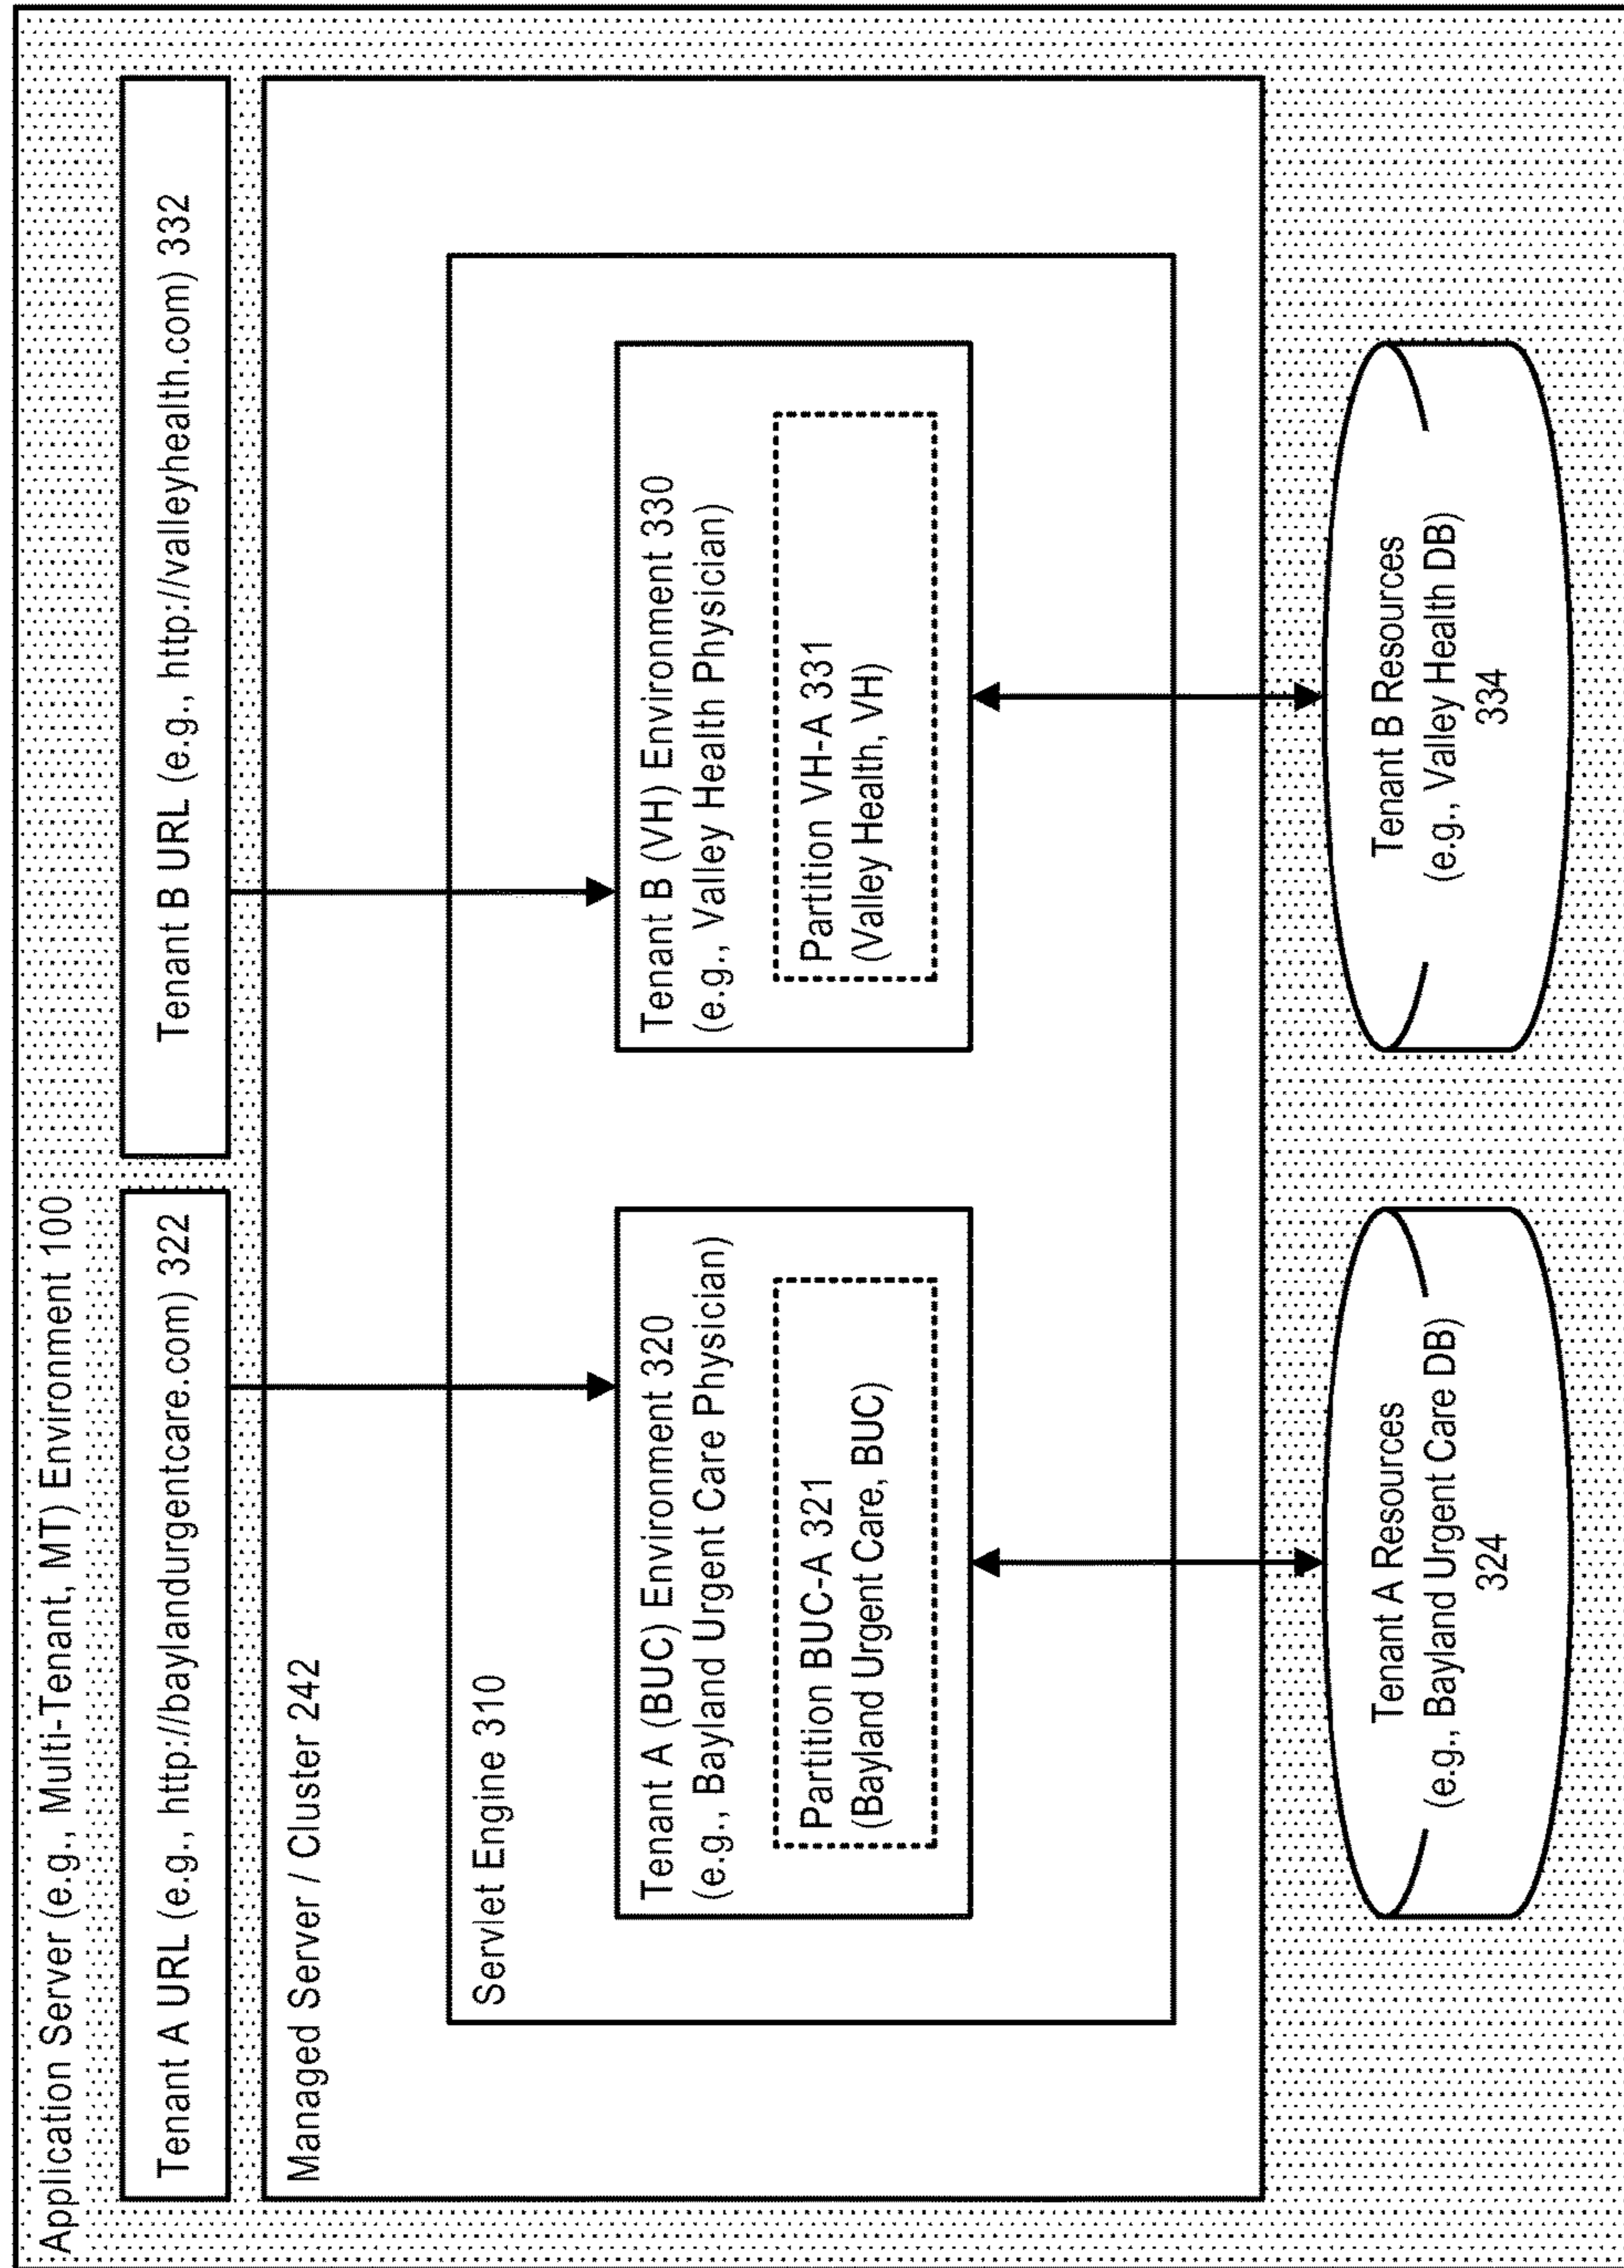 Application Server (e.g., Multi-Tenant, MT) Environment 100
Tenant A URL (e.g., http://baylandurgentcare.com) 322
Tenant B URL (e.g., http://valleyhealth.com) 332
Managed Server / Cluster 242
Servlet Engine 310
Tenant A (BUC) Environment 320
(e.g., Bayland Urgent Care Physician)
Partition BUC-A 321
(Bayland Urgent Care, BUC)
Tenant B (VH) Environment 330
(e.g., Valley Health Physician)
Partition VH-A 331
(Valley Health, VH)
Tenant A Resources
(e.g., Bayland Urgent Care DB)
324
Tenant B Resources
(e.g., Valley Health DB)
334